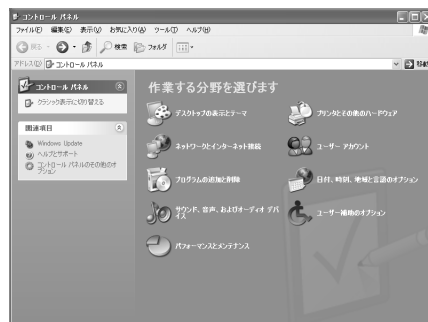 コントロール パネル
ファイル(F) 編集(E) 表示(V) お気に入り(A) ツール(T) ヘルプ(H)
戻る 検索 フォルダ
アドレス(D) コントロール パネル 移動
コントロール パネル
クラシック表示に切り替える
関連項目
Windows Update
ヘルプとサポート
コントロール パネルのその他のオ
プション
作業する分野を選びます
デスクトップの表示とテーマ
プリンタとその他のハードウェア
ネットワークとインターネット接続
ユーザー アカウント
プログラムの追加と削除
日付、時刻、地域と言語のオプション
サウンド、音声、およびオーディオ デバ
イス
ユーザー補助のオプション
パフォーマンスとメンテナンス